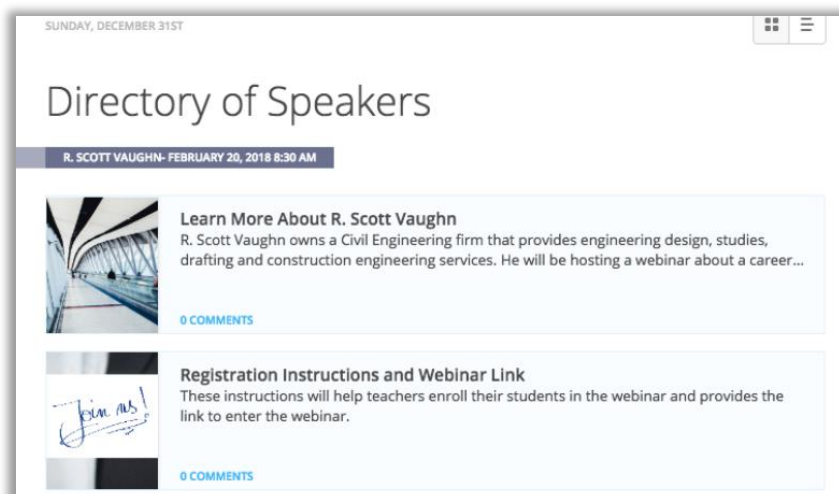 SUNDAY, DECEMBER 31ST
Directory of Speakers
R. SCOTT VAUGHN- FEBRUARY 20, 2018 8:30 AM
Learn More About R. Scott Vaughn
R. Scott Vaughn owns a Civil Engineering firm that provides engineering design, studies,
drafting and construction engineering services. He will be hosting a webinar about a career...
0 COMMENTS
Registration Instructions and Webinar Link
Join us!
These instructions will help teachers enroll their students in the webinar and provides the
link to enter the webinar.
0 COMMENTS